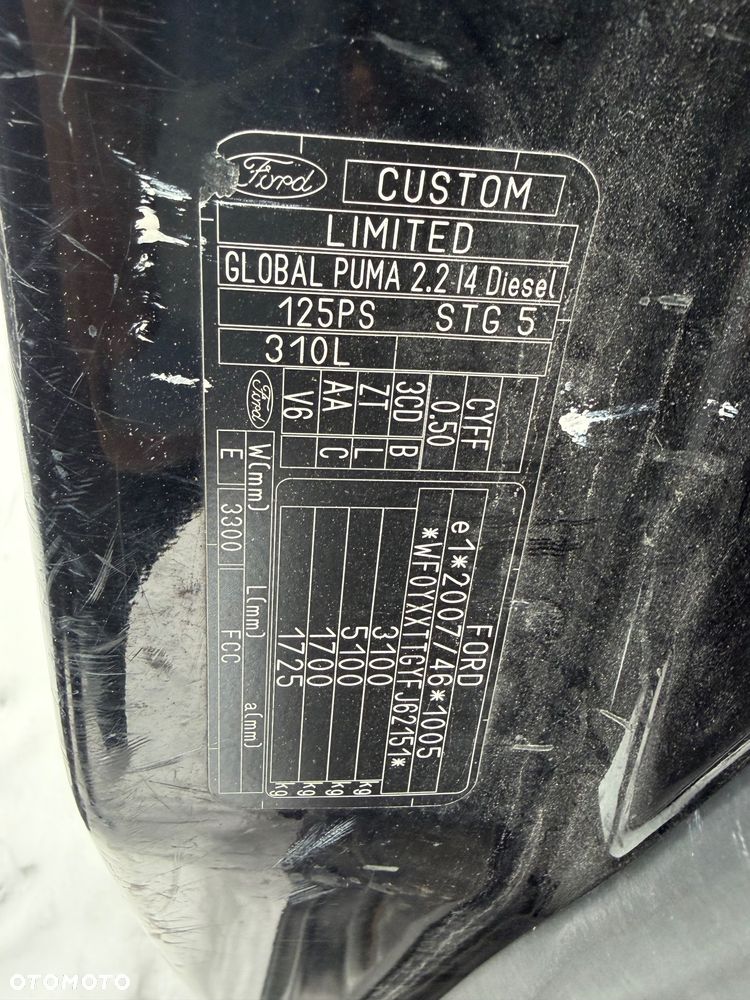 Ford
CUSTOM
LIMITED
GLOBAL PUMA 2.2 I4 Diesel
125PS STG 5
310L
FORD
e1*2007/46*1005
*WF0YXXTTGYFJ62151*
3100 kg
5100 kg
1700 kg
1725 kg
CYFF
0.50
3CD B
ZT L
AA C
V6
Ford
W(mm) L(mm) a(mm)
E 3300 FCC
OTOMOTO